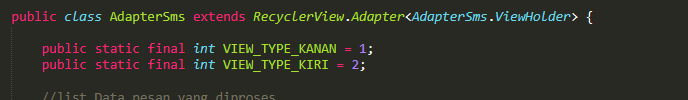 public class AdapterSms extends RecyclerView.Adapter<AdapterSms.ViewHolder> {
public static final int VIEW_TYPE_KANAN = 1;
public static final int VIEW_TYPE_KIRI = 2;
//list Data pesan yang diproses